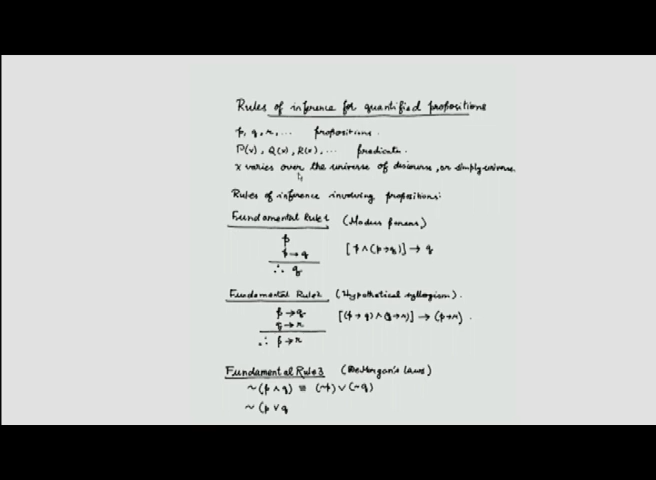 Rules of inference for quantified propositions
p, q, r, ... propositions.
P(x), Q(x), R(x), ... predicate.
x varies over the universe of discourse, or simply universe.
Rules of inference involving propositions:
Fundamental Rule 1 (Modus ponens)
p
p → q [p ∧ (p → q)] → q
∴ q
Fundamental Rule 2 (Hypothetical syllogism).
p → q [(p → q) ∧ (q → r)] → (p → r).
q → r
∴ p → r
Fundamental Rule 3 (DeMorgan's laws)
~(p ∧ q) ≡ (~p) ∨ (~q)
~(p ∨ q